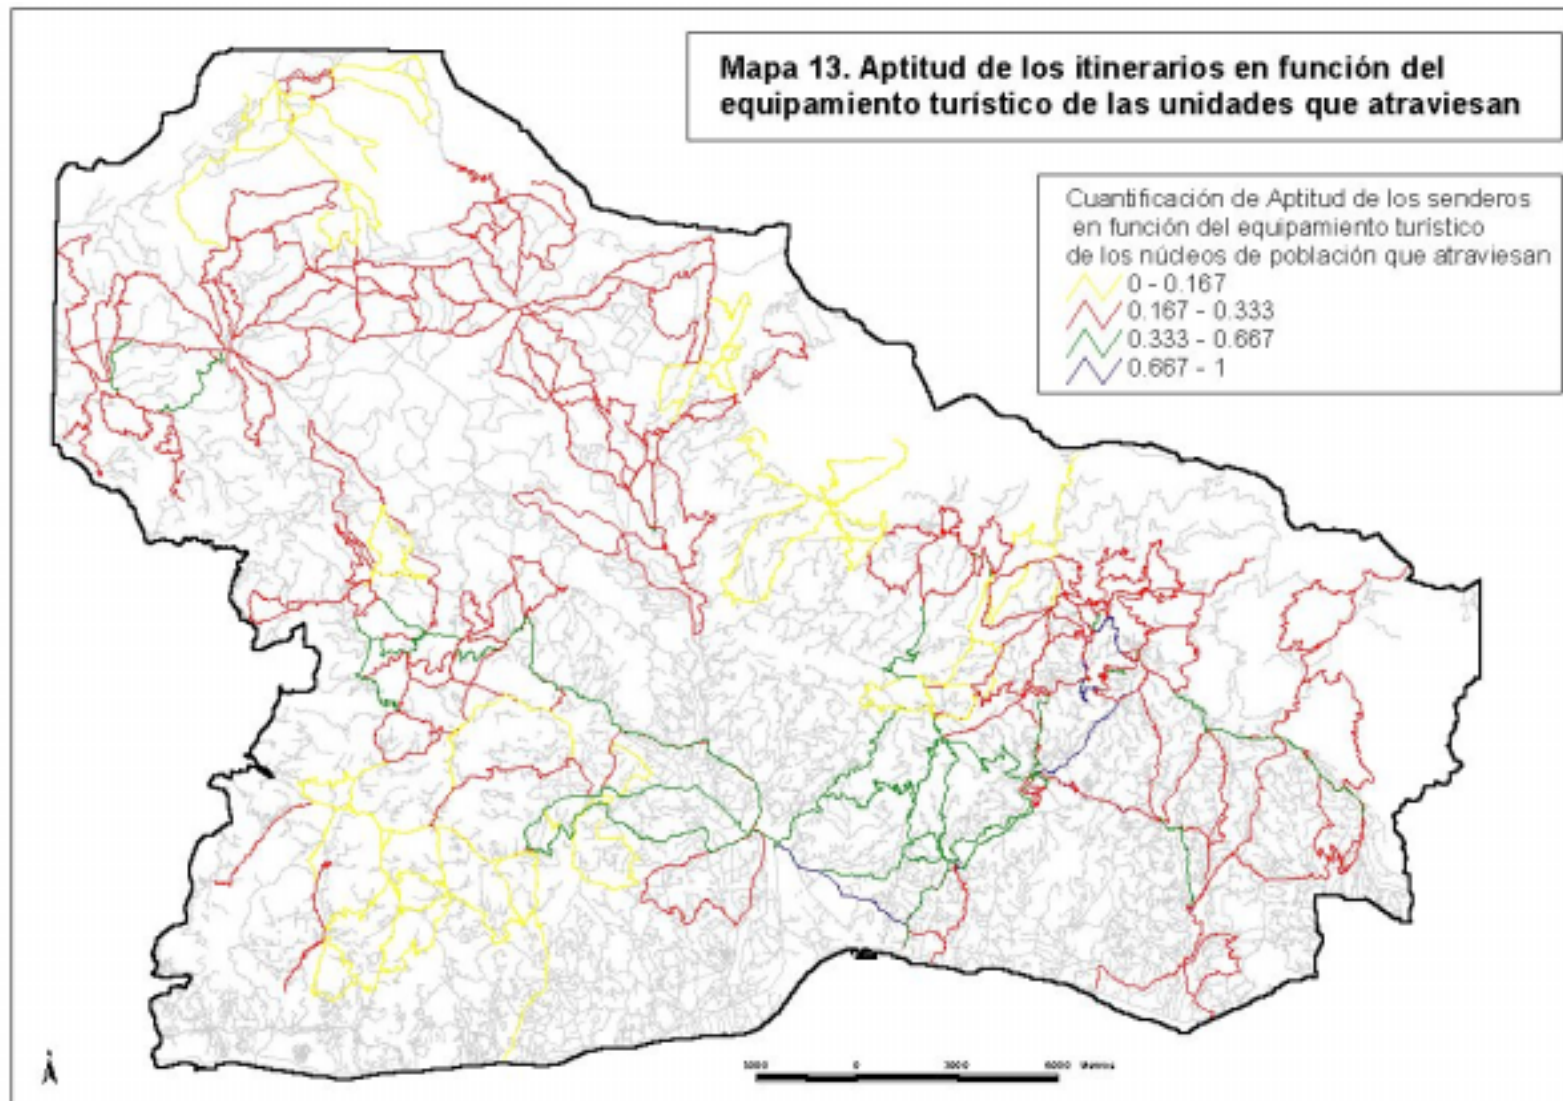 Mapa 13. Aptitud de los itinerarios en función del
equipamiento turístico de las unidades que atraviesan
Cuantificación de Aptitud de los senderos
en función del equipamiento turístico
de los núcleos de población que atraviesan
0 - 0.167
0.167 - 0.333
0.333 - 0.667
0.667 - 1
0 3000 6000